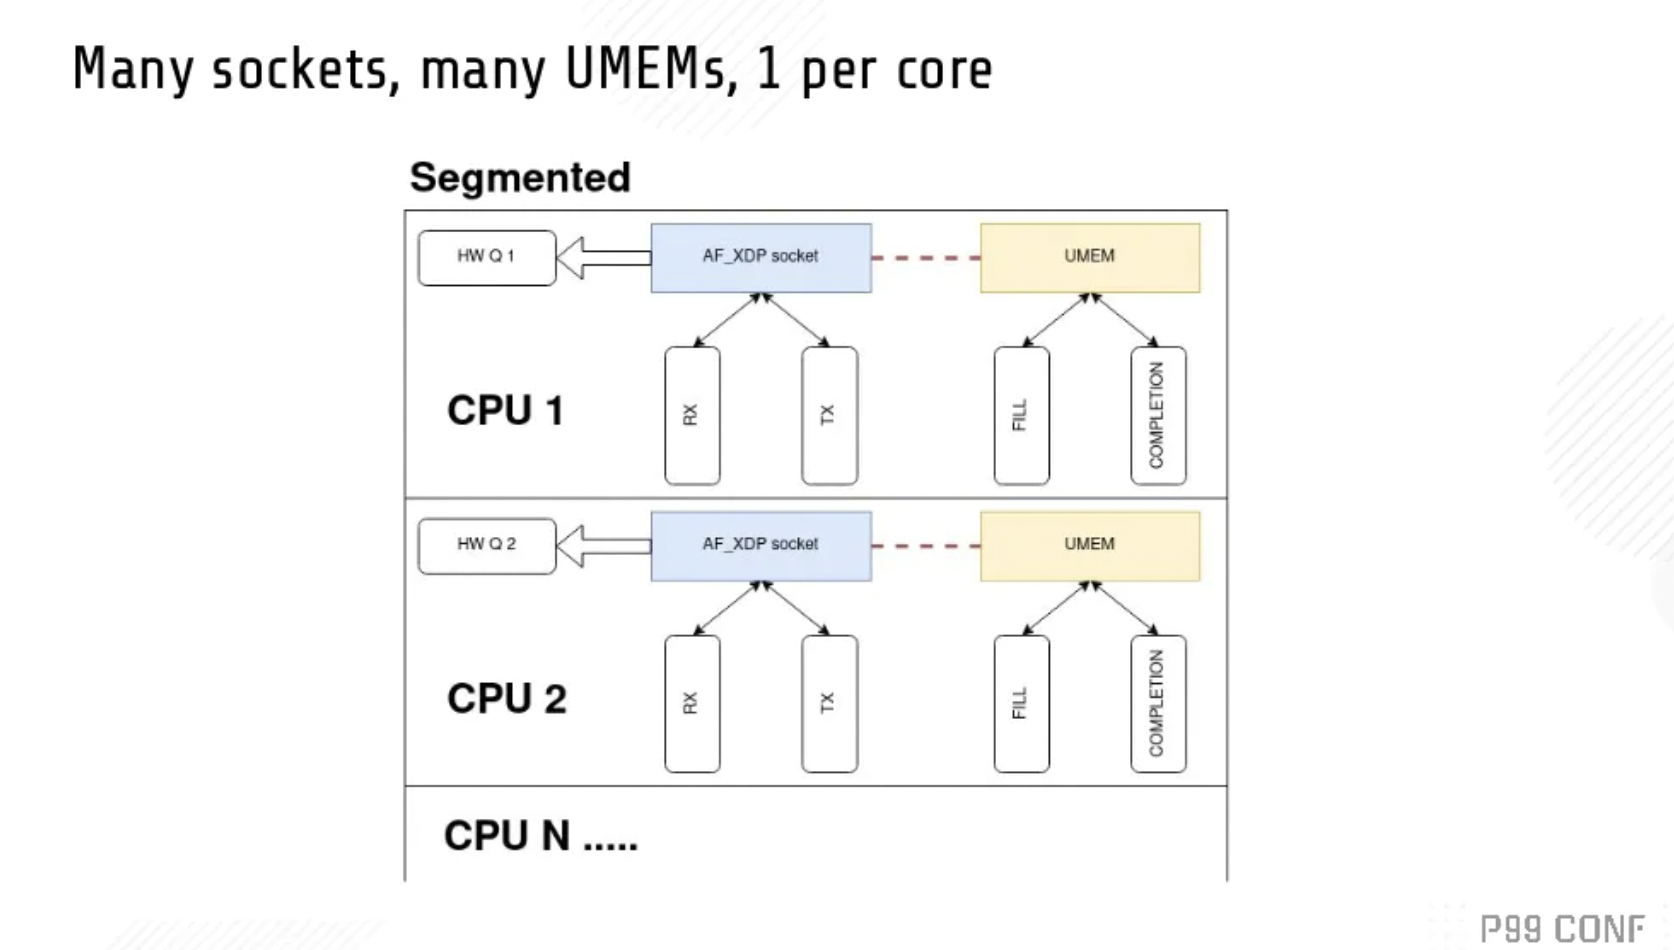 Many sockets, many UMEMs, 1 per core
Segmented
HW Q 1
AF_XDP socket
UMEM
CPU 1
RX
TX
FILL
COMPLETION
HW Q 2
AF_XDP socket
UMEM
CPU 2
RX
TX
FILL
COMPLETION
CPU N .....
P99 CONF